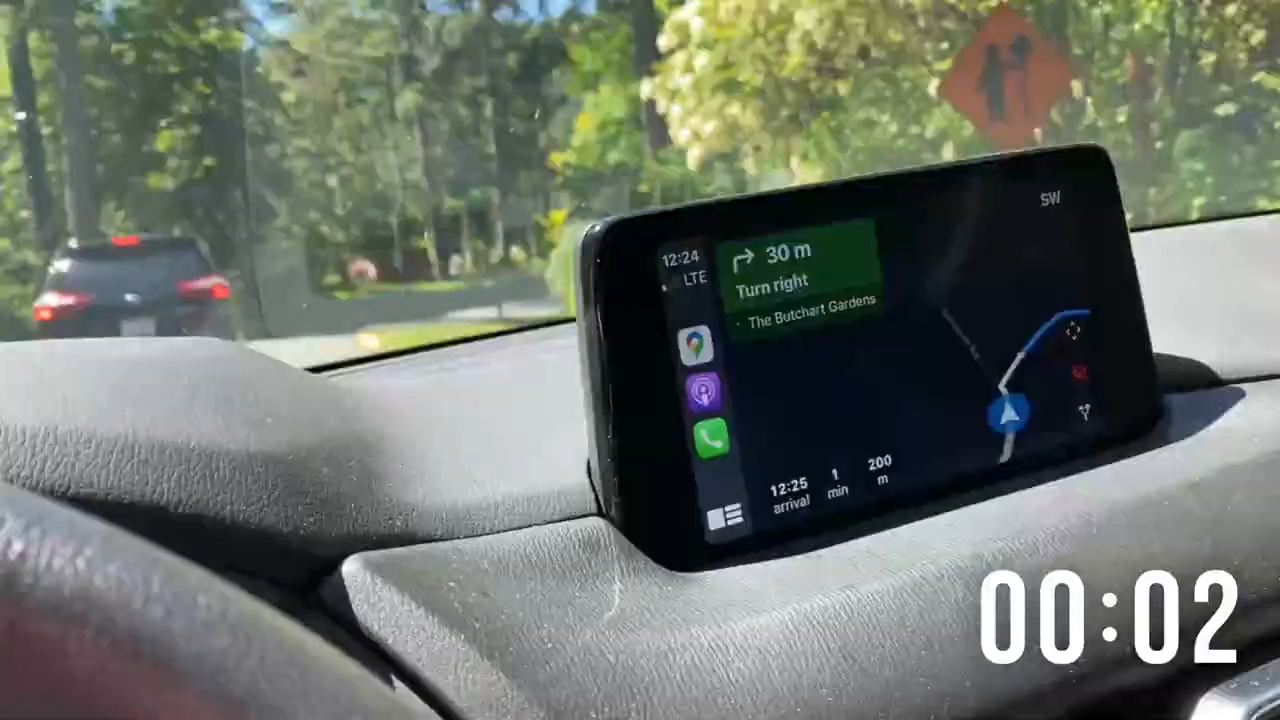 SW
12:24
LTE
30 m
Turn right
The Butchart Gardens
12:25
arrival
1
min
200
m
00:02